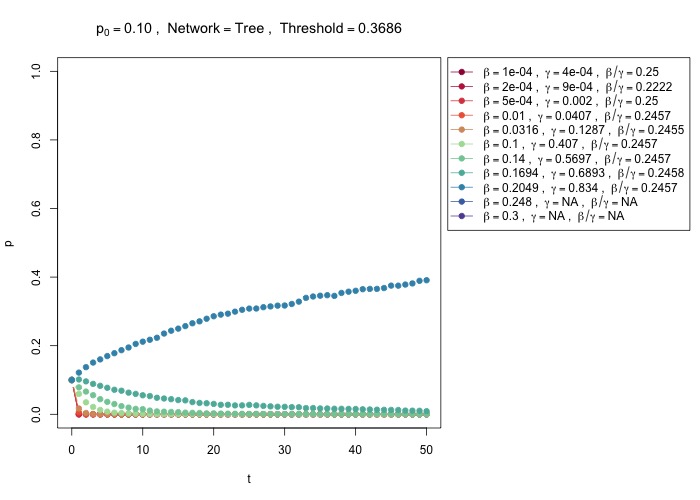 p₀ = 0.10 , Network = Tree , Threshold = 0.3686
β = 1e-04 , γ = 4e-04 , β/γ = 0.25
β = 2e-04 , γ = 9e-04 , β/γ = 0.2222
β = 5e-04 , γ = 0.002 , β/γ = 0.25
β = 0.01 , γ = 0.0407 , β/γ = 0.2457
β = 0.0316 , γ = 0.1287 , β/γ = 0.2455
β = 0.1 , γ = 0.407 , β/γ = 0.2457
β = 0.14 , γ = 0.5697 , β/γ = 0.2457
β = 0.1694 , γ = 0.6893 , β/γ = 0.2458
β = 0.2049 , γ = 0.834 , β/γ = 0.2457
β = 0.248 , γ = NA , β/γ = NA
β = 0.3 , γ = NA , β/γ = NA
1.0
0.8
0.6
0.4
0.2
0.0
p
0 10 20 30 40 50
t